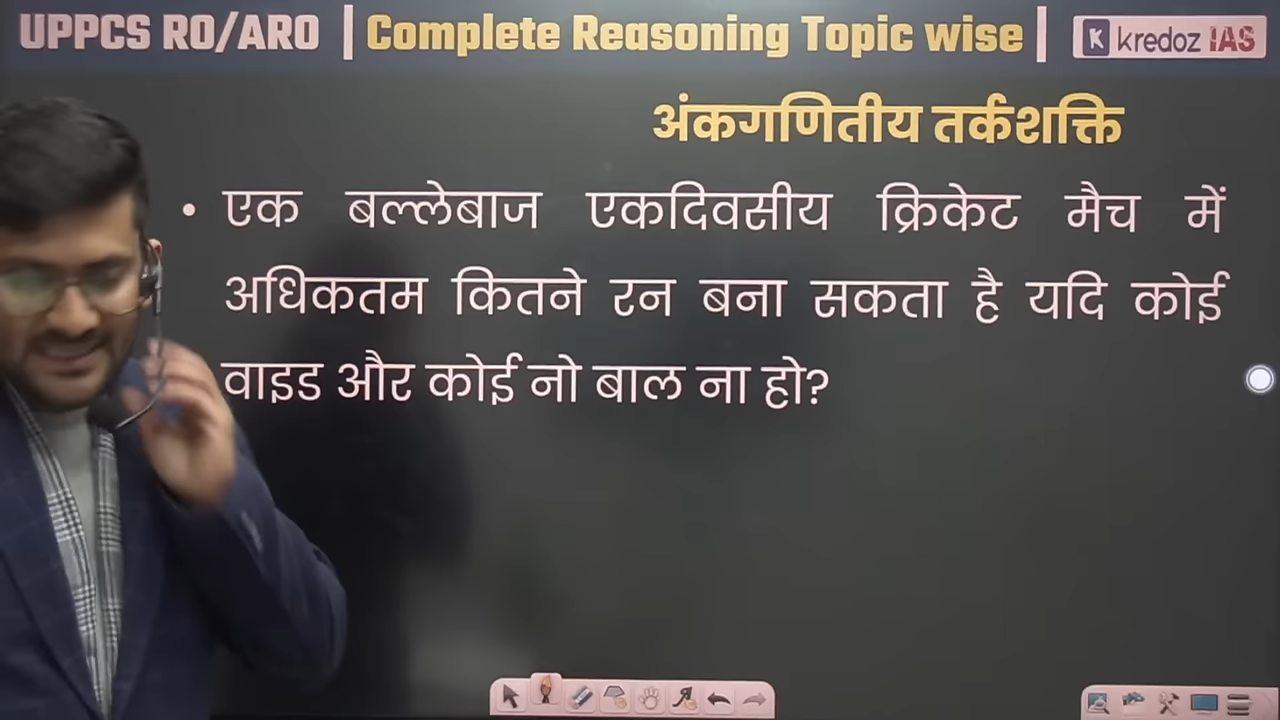 UPPCS RO/ARO | Complete Reasoning Topic wise | K kredoz IAS
अंकगणितीय तर्कशक्ति
• एक बल्लेबाज एकदिवसीय क्रिकेट मैच में
अधिकतम कितने रन बना सकता है यदि कोई
वाइड और कोई नो बाल ना हो?